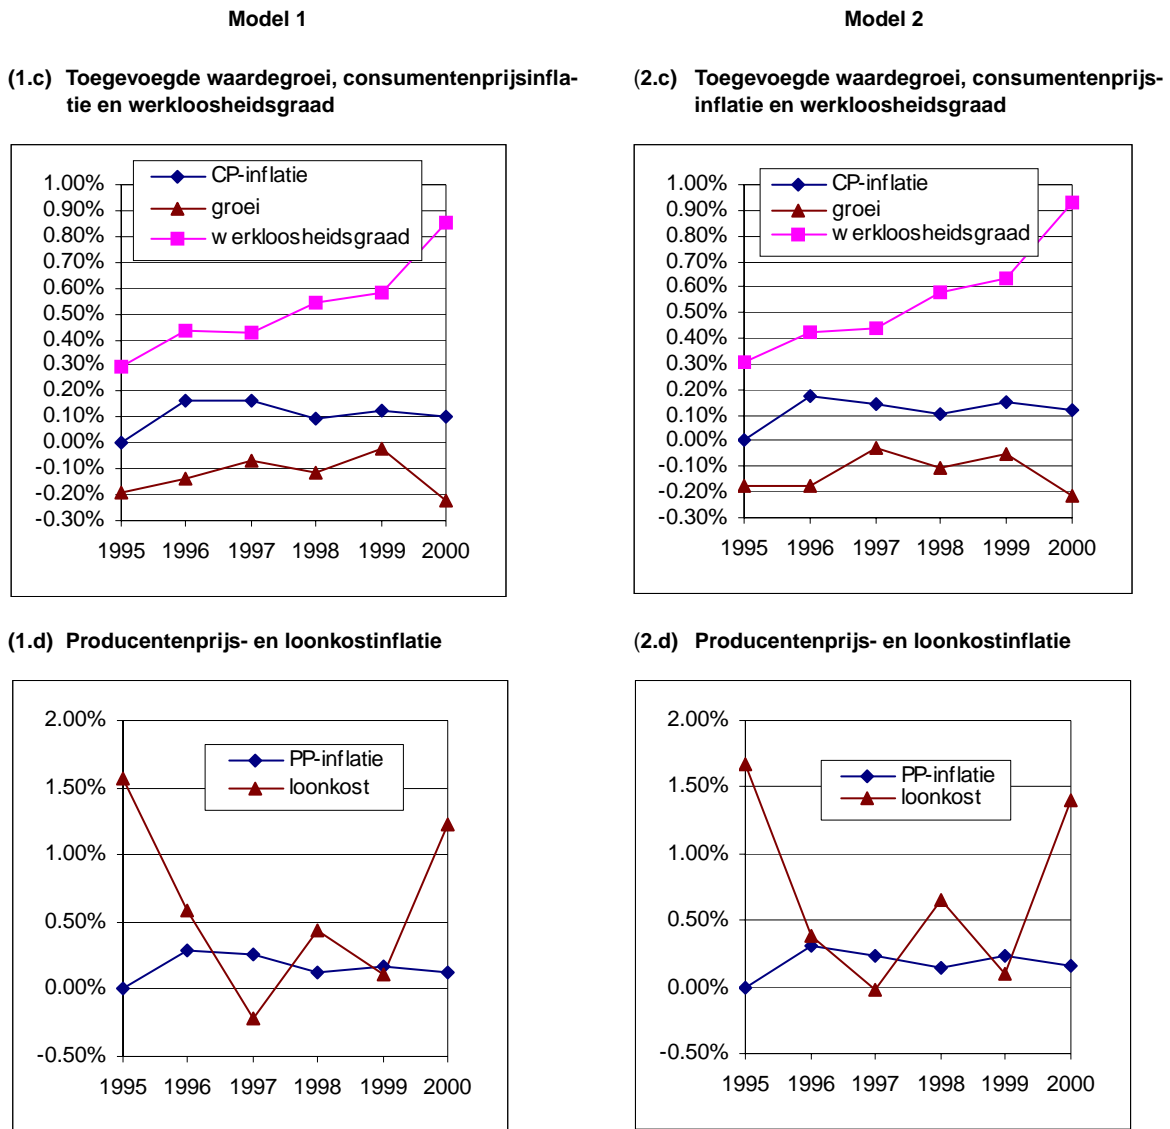 Model 1
Model 2
(1.c) Toegevoegde waardegroei, consumentenprijsinfla-
tie en werkloosheidsgraad
(2.c) Toegevoegde waardegroei, consumentenprijs-
inflatie en werkloosheidsgraad
CP-inflatie
groei
werkloosheidsgraad
1.00%
0.90%
0.80%
0.70%
0.60%
0.50%
0.40%
0.30%
0.20%
0.10%
0.00%
-0.10%
-0.20%
-0.30%
1995 1996 1997 1998 1999 2000
CP-inflatie
groei
werkloosheidsgraad
1.00%
0.90%
0.80%
0.70%
0.60%
0.50%
0.40%
0.30%
0.20%
0.10%
0.00%
-0.10%
-0.20%
-0.30%
1995 1996 1997 1998 1999 2000
(1.d) Producentenprijs- en loonkostinflatie
(2.d) Producentenprijs- en loonkostinflatie
PP-inflatie
loonkost
2.00%
1.50%
1.00%
0.50%
0.00%
-0.50%
1995 1996 1997 1998 1999 2000
PP-inflatie
loonkost
2.00%
1.50%
1.00%
0.50%
0.00%
-0.50%
1995 1996 1997 1998 1999 2000